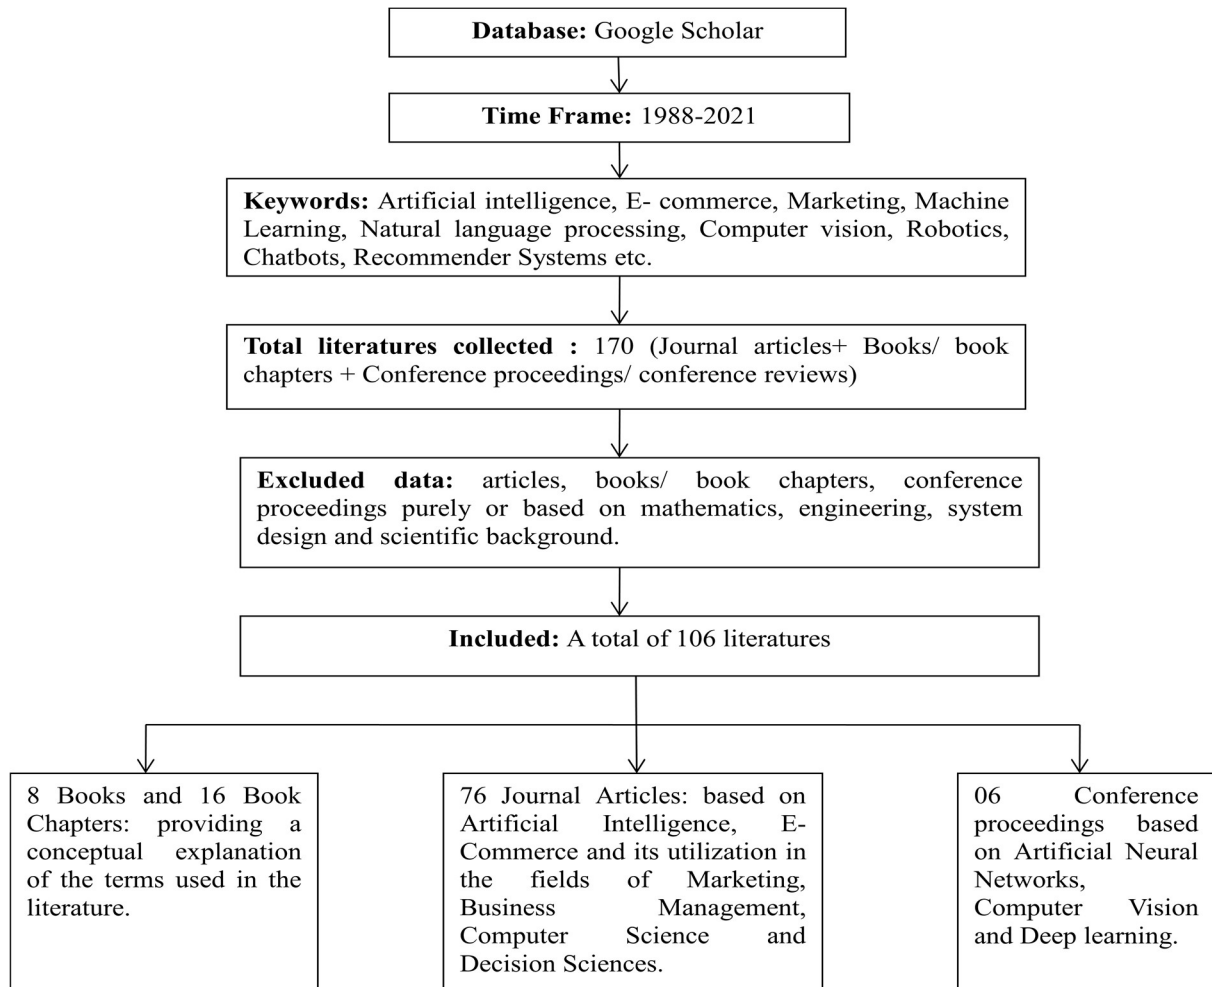 Database: Google Scholar
Time Frame: 1988-2021
Keywords: Artificial intelligence, E- commerce, Marketing, Machine
Learning, Natural language processing, Computer vision, Robotics,
Chatbots, Recommender Systems etc.
Total literatures collected : 170 (Journal articles+ Books/ book
chapters + Conference proceedings/ conference reviews)
Excluded data: articles, books/ book chapters, conference
proceedings purely or based on mathematics, engineering, system
design and scientific background.
Included: A total of 106 literatures
8 Books and 16 Book
Chapters: providing a
conceptual explanation
of the terms used in the
literature.
76 Journal Articles: based on
Artificial Intelligence, E-
Commerce and its utilization in
the fields of Marketing,
Business Management,
Computer Science and
Decision Sciences.
06 Conference
proceedings based
on Artificial Neural
Networks,
Computer Vision
and Deep learning.